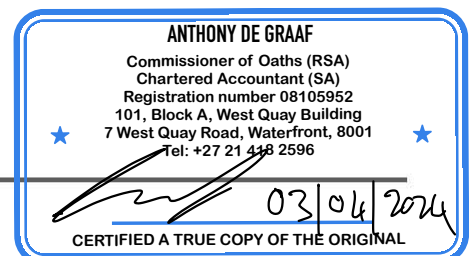 ANTHONY DE GRAAF
Commissioner of Oaths (RSA)
Chartered Accountant (SA)
Registration number 08105952
101, Block A, West Quay Building
7 West Quay Road, Waterfront, 8001
Tel: +27 21 418 2596
03/04/2024
CERTIFIED A TRUE COPY OF THE ORIGINAL